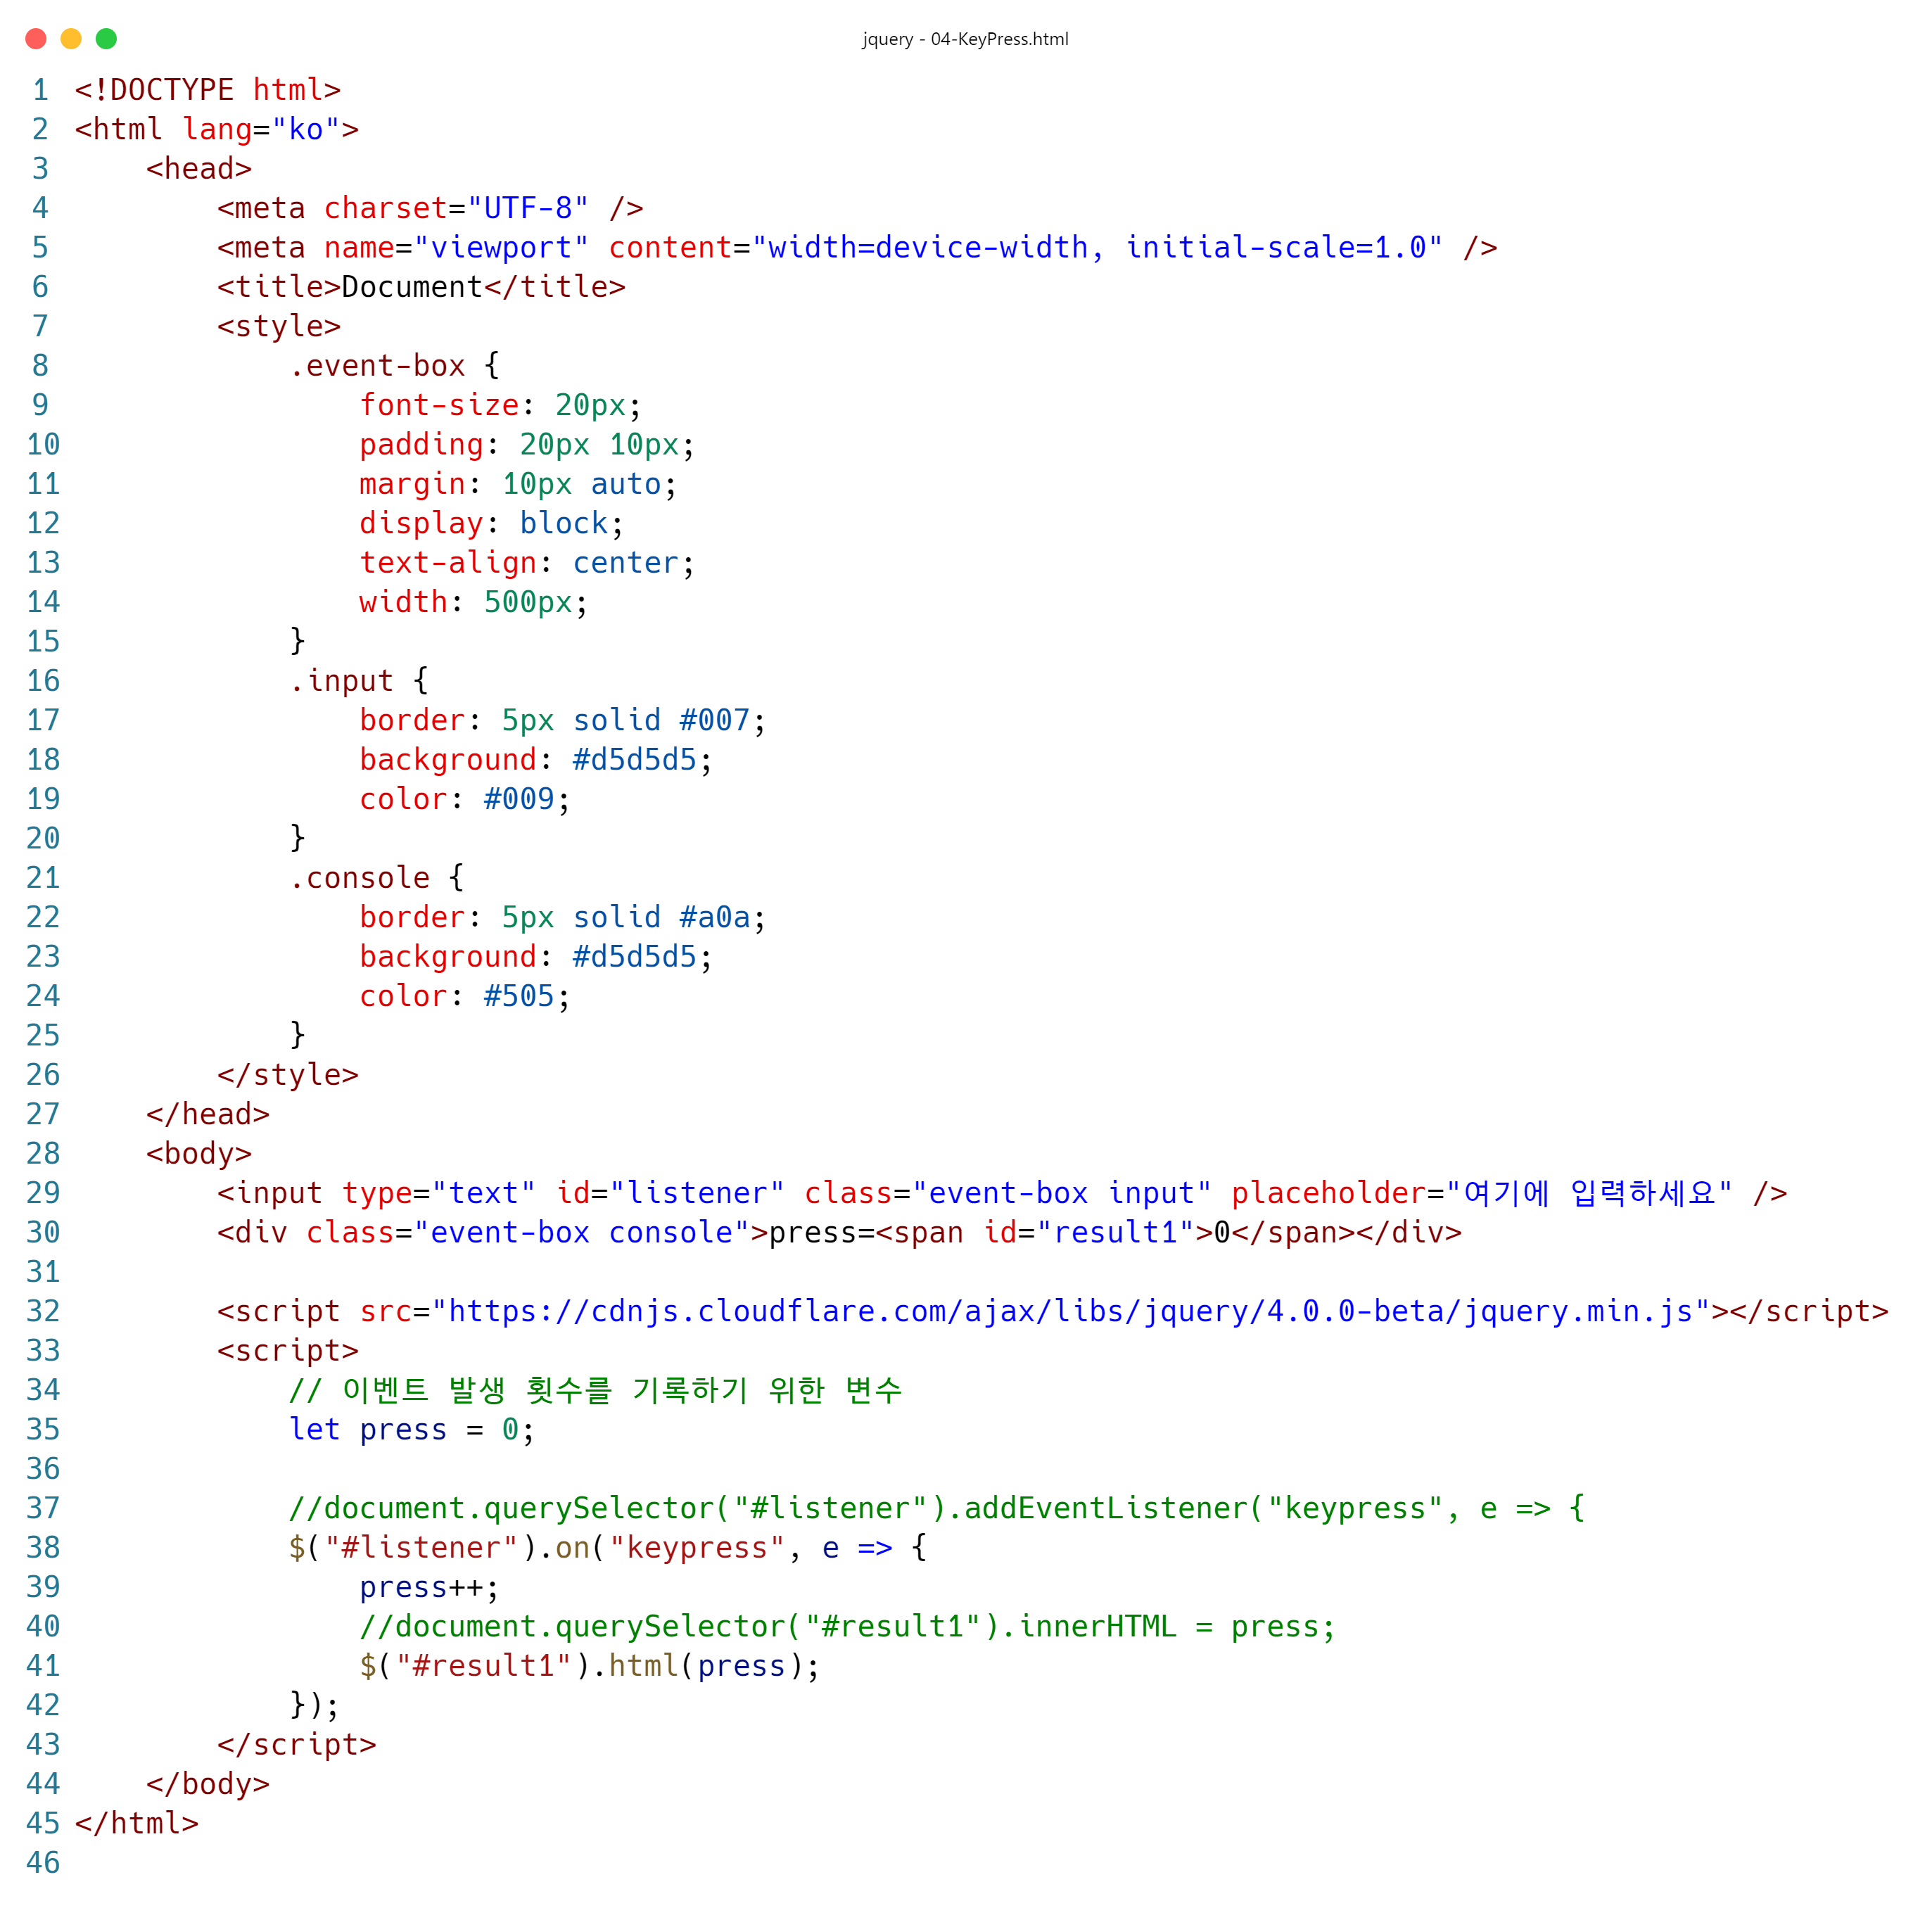 jquery - 04-KeyPress.html
1 <!DOCTYPE html>
2 <html lang="ko">
3     <head>
4         <meta charset="UTF-8" />
5         <meta name="viewport" content="width=device-width, initial-scale=1.0" />
6         <title>Document</title>
7         <style>
8             .event-box {
9                 font-size: 20px;
10                 padding: 20px 10px;
11                 margin: 10px auto;
12                 display: block;
13                 text-align: center;
14                 width: 500px;
15             }
16             .input {
17                 border: 5px solid #007;
18                 background: #d5d5d5;
19                 color: #009;
20             }
21             .console {
22                 border: 5px solid #a0a;
23                 background: #d5d5d5;
24                 color: #505;
25             }
26         </style>
27     </head>
28     <body>
29         <input type="text" id="listener" class="event-box input" placeholder="여기에 입력하세요" />
30         <div class="event-box console">press=<span id="result1">0</span></div>
31
32         <script src="https://cdnjs.cloudflare.com/ajax/libs/jquery/4.0.0-beta/jquery.min.js"></script>
33         <script>
34             // 이벤트 발생 횟수를 기록하기 위한 변수
35             let press = 0;
36
37             //document.querySelector("#listener").addEventListener("keypress", e => {
38             $("#listener").on("keypress", e => {
39                 press++;
40                 //document.querySelector("#result1").innerHTML = press;
41                 $("#result1").html(press);
42             });
43         </script>
44     </body>
45 </html>
46